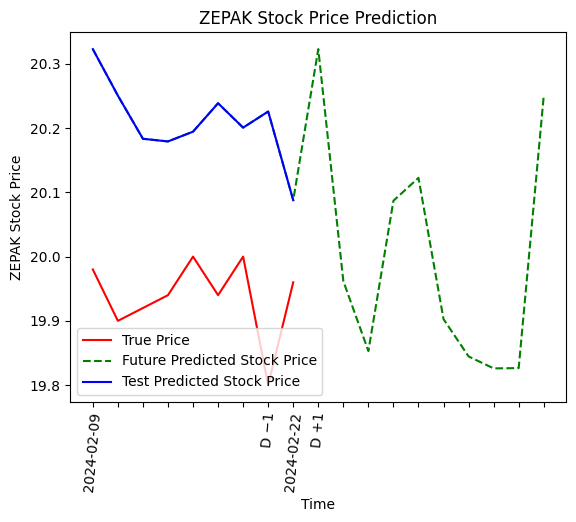 ZEPAK Stock Price Prediction
ZEPAK Stock Price
20.3
20.2
20.1
20.0
19.9
19.8
True Price
Future Predicted Stock Price
Test Predicted Stock Price
2024-02-09
D −1
2024-02-22
D +1
Time